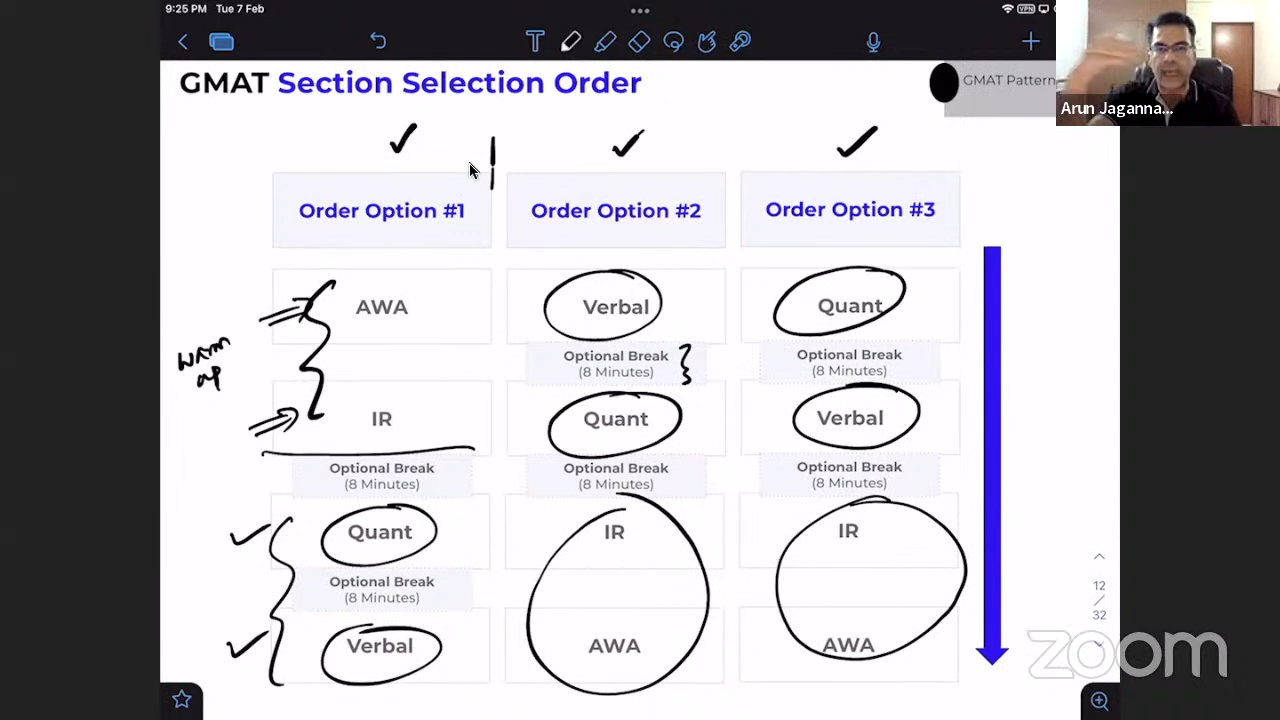 9:25 PM Tue 7 Feb
VPN
GMAT Section Selection Order
GMAT Pattern
Arun Jaganna...
Order Option #1
Order Option #2
Order Option #3
AWA
Verbal
Quant
Optional Break
(8 Minutes)
Optional Break
(8 Minutes)
warm
up
IR
Quant
Verbal
Optional Break
(8 Minutes)
Optional Break
(8 Minutes)
Optional Break
(8 Minutes)
Quant
IR
IR
Optional Break
(8 Minutes)
Verbal
AWA
AWA
12
/
32
zoom